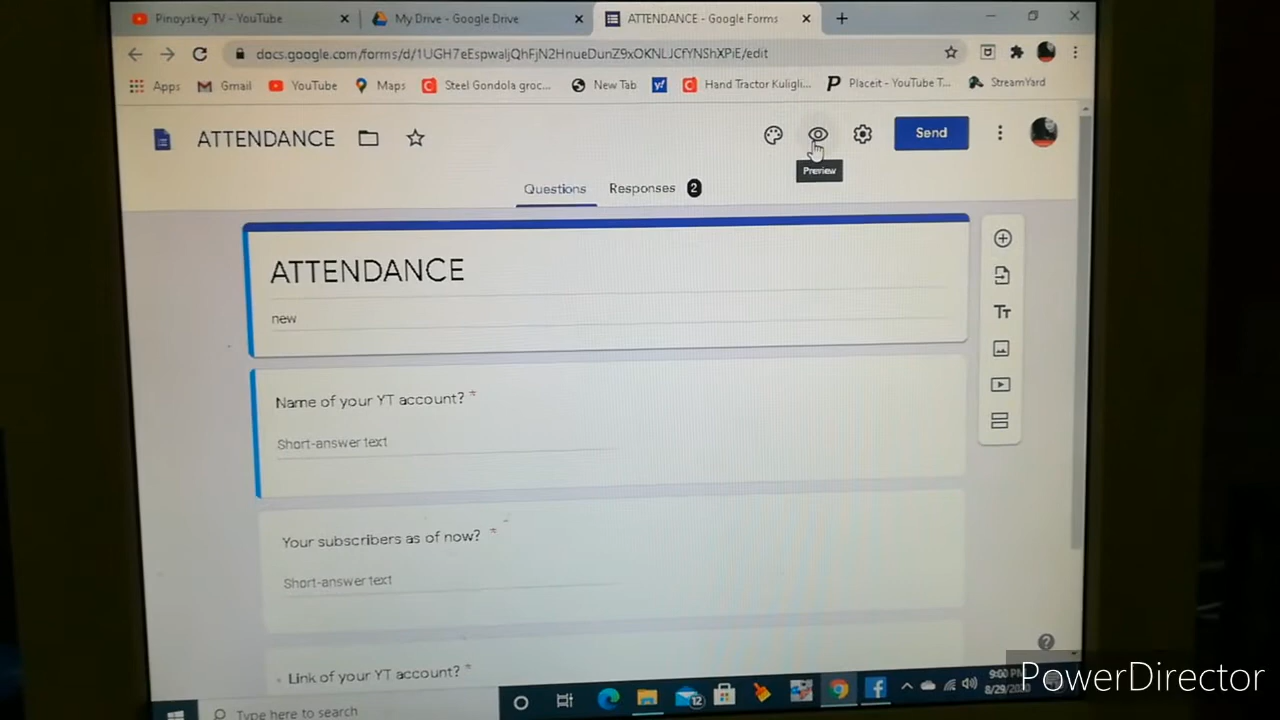 Pinoyskey TV - YouTube
My Drive - Google Drive
ATTENDANCE - Google Forms
docs.google.com/forms/d/1UGH7eEspwaljQhFjN2HnueDunZ9xOKNLJCfYNShXPiE/edit
Apps
Gmail
YouTube
Maps
Steel Gondola groc...
New Tab
Hand Tractor Kuligli...
Placeit - YouTube T...
StreamYard
ATTENDANCE
Send
Preview
Questions
Responses 2
ATTENDANCE
new
Name of your YT account? *
Short-answer text
Your subscribers as of now? *
Short-answer text
Link of your YT account? *
Type here to search
12
9:00 PM
PowerDirector